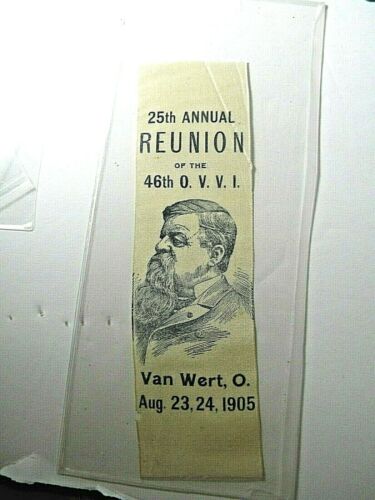 25th ANNUAL
REUNION
OF THE
46th O. V. V. I.
Van Wert, O.
Aug. 23, 24, 1905